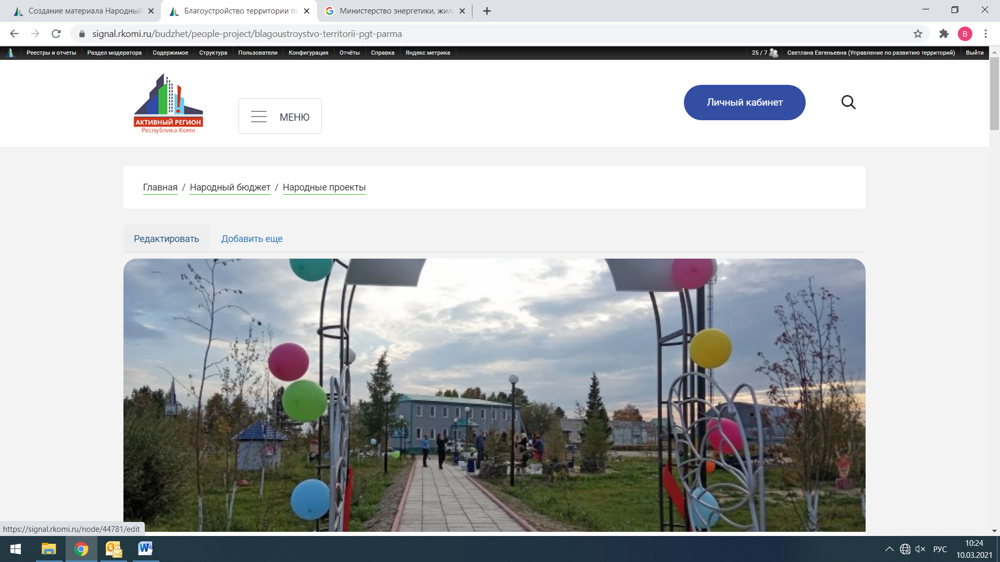 Создание материала Народный
Благоустройство территории п
Министерство энергетики, жил
signal.rkomi.ru/budzhet/people-project/blagoustroystvo-territorii-pgt-parma
В
Реестры и отчеты
Раздел модератора
Содержимое
Структура
Пользователи
Конфигурация
Отчёты
Справка
Яндекс метрика
25 / 7
Светлана Евгеньевна (Управление по развитию территорий)
Выйти
АКТИВНЫЙ РЕГИОН
Республика Коми
МЕНЮ
Личный кабинет
Главная / Народный бюджет / Народные проекты
Редактировать
Добавить еще
https://signal.rkomi.ru/node/44781/edit
РУС
10:24
10.03.2021